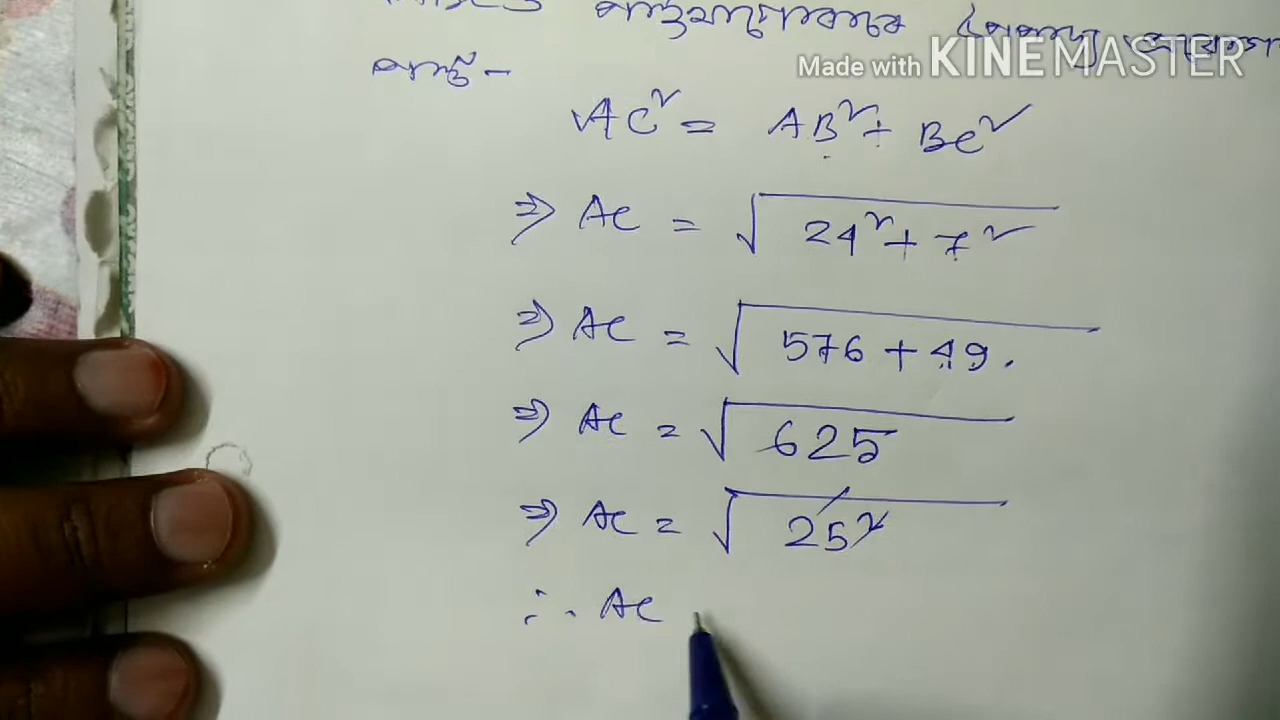 পাই -
Made with KINEMASTER
AC² = AB² + BC²
⇒ AC = √24² + 7²
⇒ AC = √576 + 49.
⇒ AC = √625
⇒ AC = √25²
∴ AC